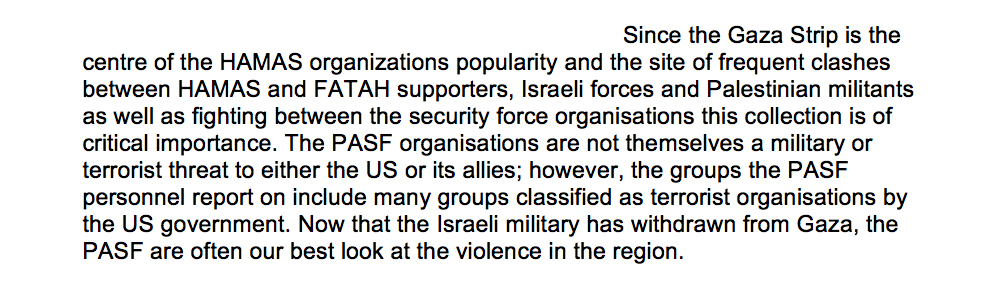 Since the Gaza Strip is the
centre of the HAMAS organizations popularity and the site of frequent clashes
between HAMAS and FATAH supporters, Israeli forces and Palestinian militants
as well as fighting between the security force organisations this collection is of
critical importance. The PASF organisations are not themselves a military or
terrorist threat to either the US or its allies; however, the groups the PASF
personnel report on include many groups classified as terrorist organisations by
the US government. Now that the Israeli military has withdrawn from Gaza, the
PASF are often our best look at the violence in the region.